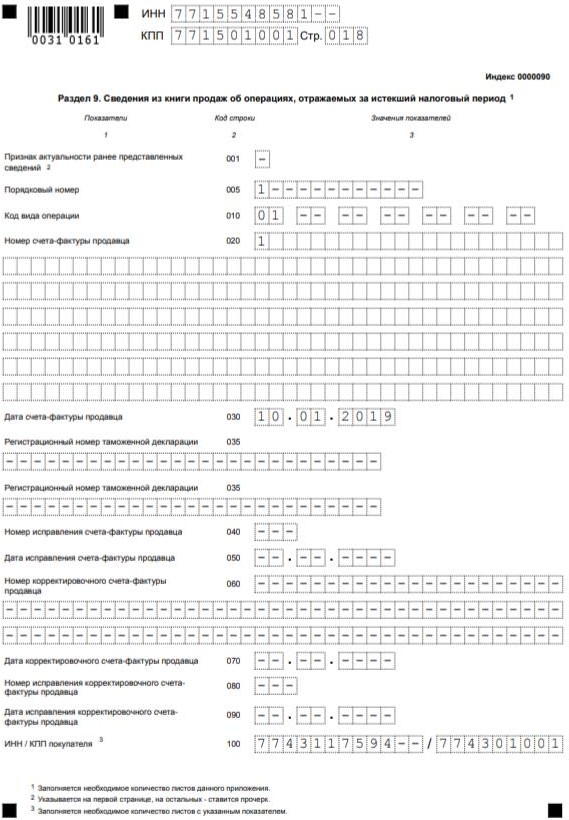 ИНН 7715548581--
КПП 771501001 Стр. 018
0031 0161
Индекс 0000090
Раздел 9. Сведения из книги продаж об операциях, отражаемых за истекший налоговый период 1
Показатели Код строки Значения показателей
1 2 3
Признак актуальности ранее представленных
сведений 2 001 -
Порядковый номер 005 1-----------
Код вида операции 010 01 -- -- -- -- -- --
Номер счета-фактуры продавца 020 1
Дата счета-фактуры продавца 030 10.01.2019
Регистрационный номер таможенной декларации 035
---------------------------
Регистрационный номер таможенной декларации 035
---------------------------
Номер исправления счета-фактуры продавца 040 ---
Дата исправления счета-фактуры продавца 050 --.--.----
Номер корректировочного счета-фактуры
продавца 060 ----------------------
----------------------------------------
----------------------------------------
Дата корректировочного счета-фактуры продавца 070 --.--.----
Номер исправления корректировочного счета-
фактуры продавца 080 ---
Дата исправления корректировочного счета-
фактуры продавца 090 --.--.----
ИНН / КПП покупателя 3 100 7743117594-- / 774301001
1 Заполняется необходимое количество листов данного приложения.
2 Указывается на первой странице, на остальных - ставится прочерк.
3 Заполняется необходимое количество листов с указанным показателем.